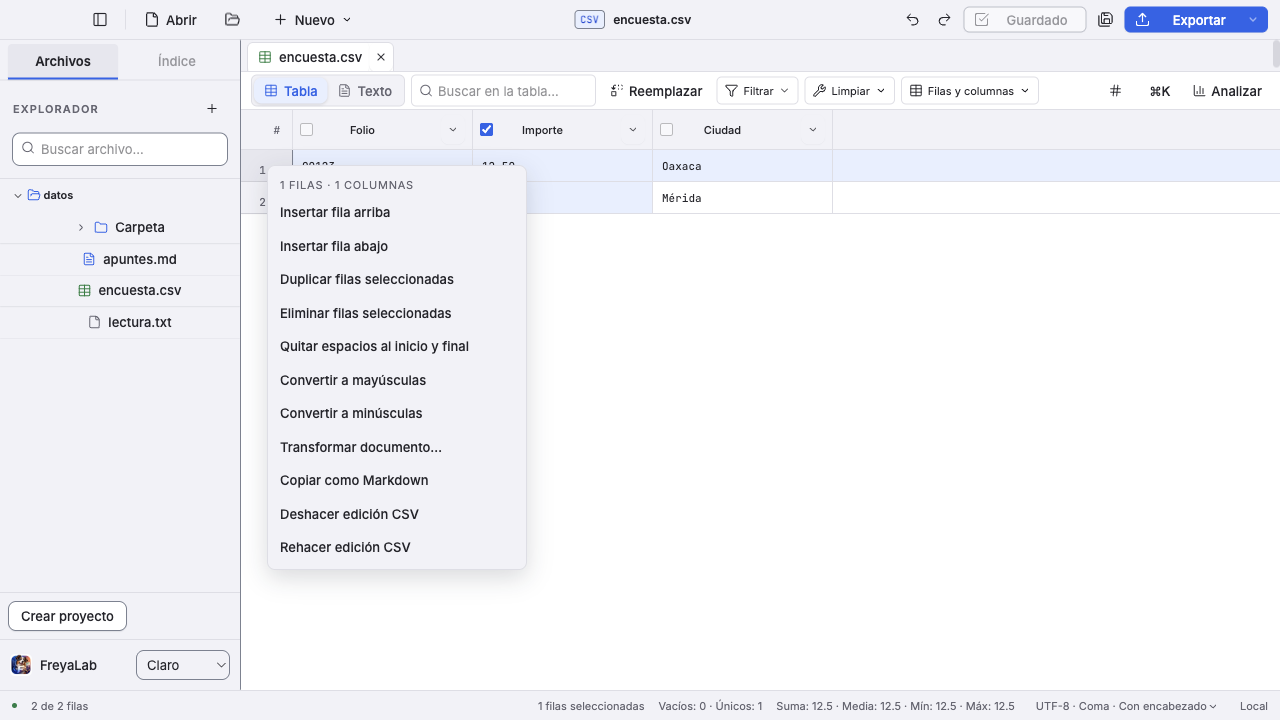 Abrir
Nuevo
CSV encuesta.csv
Guardado
Exportar
Archivos
Índice
encuesta.csv
Tabla
Texto
Buscar en la tabla...
Reemplazar
Filtrar
Limpiar
Filas y columnas
#
⌘K
Analizar
EXPLORADOR
Buscar archivo...
datos
Carpeta
apuntes.md
encuesta.csv
lectura.txt
# Folio Importe Ciudad
1 Oaxaca
2 Mérida
1 FILAS · 1 COLUMNAS
Insertar fila arriba
Insertar fila abajo
Duplicar filas seleccionadas
Eliminar filas seleccionadas
Quitar espacios al inicio y final
Convertir a mayúsculas
Convertir a minúsculas
Transformar documento...
Copiar como Markdown
Deshacer edición CSV
Rehacer edición CSV
Crear proyecto
FreyaLab
Claro
2 de 2 filas
1 filas seleccionadas
Vacíos: 0 · Únicos: 1
Suma: 12.5 · Media: 12.5 · Mín: 12.5 · Máx: 12.5
UTF-8 · Coma · Con encabezado
Local